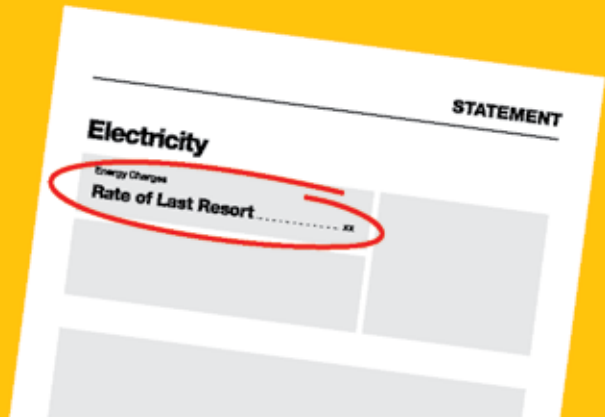 STATEMENT
Electricity
Energy Charges
Rate of Last Resort ............. xx